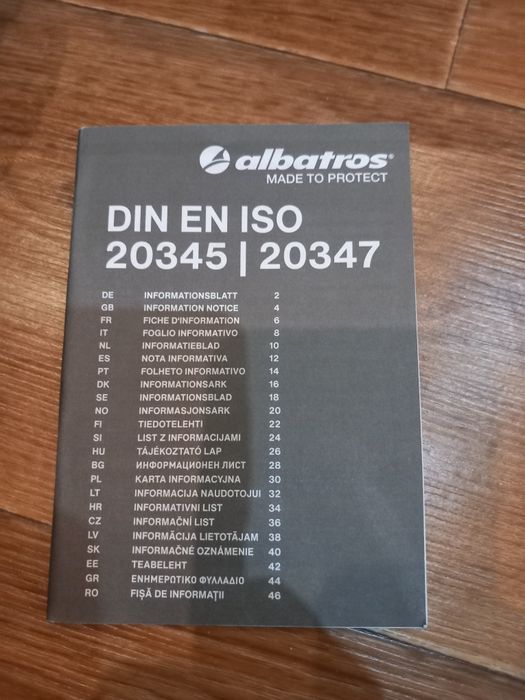 albatros®
MADE TO PROTECT
DIN EN ISO
20345 | 20347
DE INFORMATIONSBLATT 2
GB INFORMATION NOTICE 4
FR FICHE D'INFORMATION 6
IT FOGLIO INFORMATIVO 8
NL INFORMATIEBLAD 10
ES NOTA INFORMATIVA 12
PT FOLHETO INFORMATIVO 14
DK INFORMATIONSARK 16
SE INFORMATIONSBLAD 18
NO INFORMASJONSARK 20
FI TIEDOTELEHTI 22
SI LIST Z INFORMACIJAMI 24
HU TÁJÉKOZTATÓ LAP 26
BG ИНФОРМАЦИОНЕН ЛИСТ 28
PL KARTA INFORMACYJNA 30
LT INFORMACIJA NAUDOTOJUI 32
HR INFORMATIVNI LIST 34
CZ INFORMAČNÍ LIST 36
LV INFORMĀCIJA LIETOTĀJAM 38
SK INFORMAČNÉ OZNÁMENIE 40
EE TEABELEHT 42
GR ΕΝΗΜΕΡΩΤΙΚΟ ΦΥΛΛΑΔΙΟ 44
RO FIȘĂ DE INFORMAȚII 46